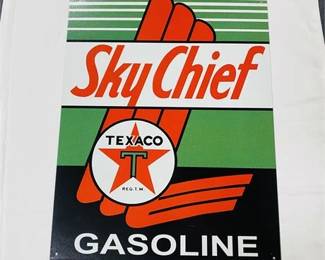 Sky Chief
TEXACO
T
REG. T.M.
GASOLINE